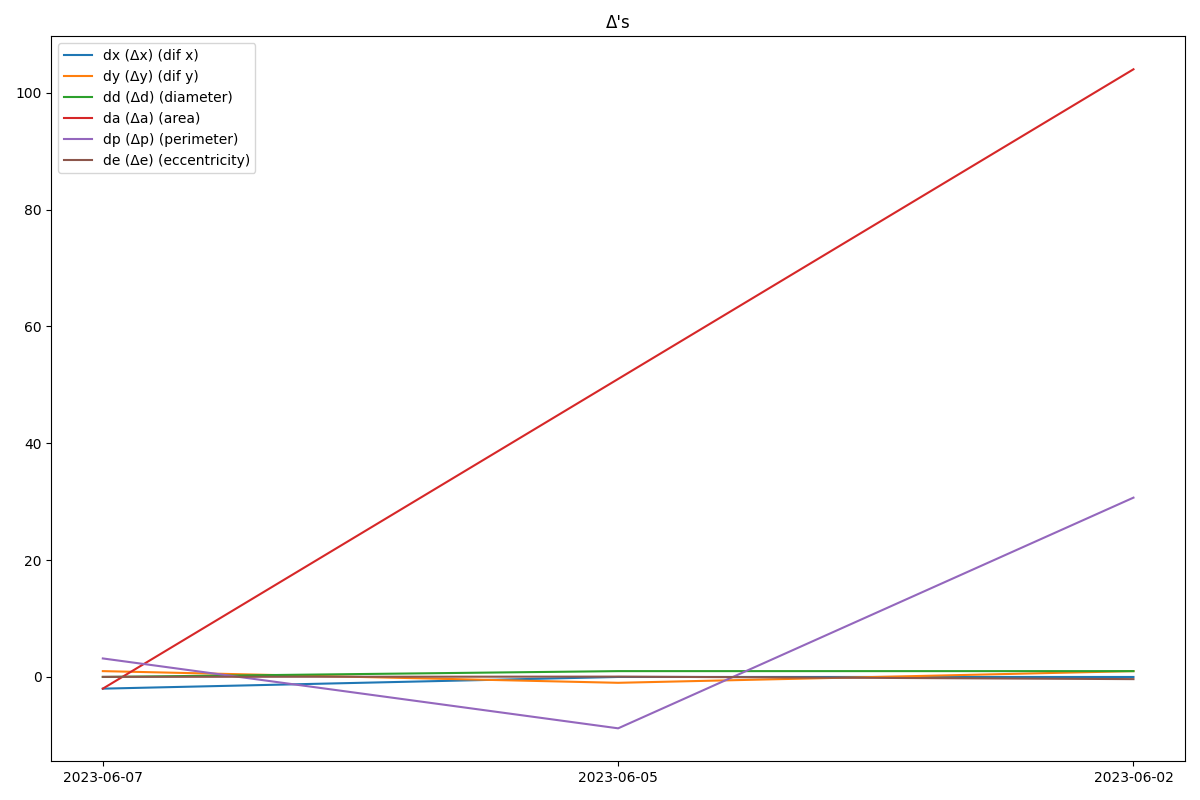 Δ's
dx (Δx) (dif x)
dy (Δy) (dif y)
dd (Δd) (diameter)
da (Δa) (area)
dp (Δp) (perimeter)
de (Δe) (eccentricity)
100
80
60
40
20
0
2023-06-07
2023-06-05
2023-06-02